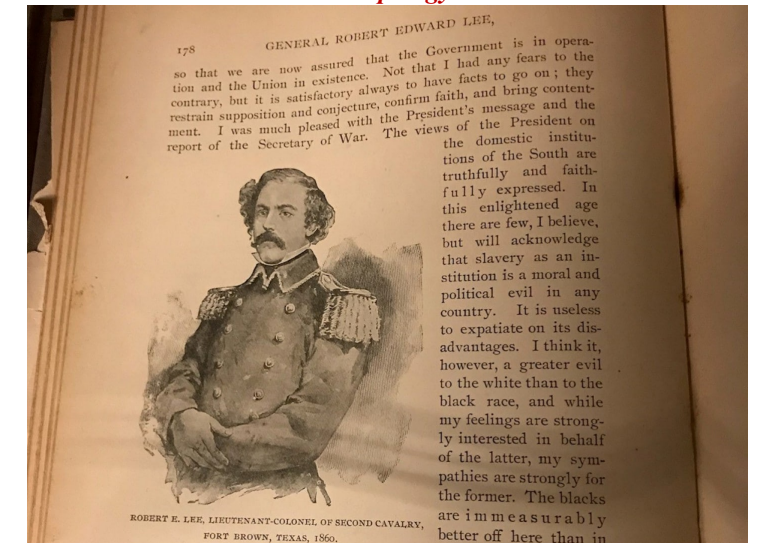 178
GENERAL ROBERT EDWARD LEE,
so that we are now assured that the Government is in opera-
tion and the Union in existence. Not that I had any fears to the
contrary, but it is satisfactory always to have facts to go on; they
restrain supposition and conjecture, confirm faith, and bring content-
ment. I was much pleased with the President's message and the
report of the Secretary of War. The views of the President on
the domestic institu-
tions of the South are
truthfully and faith-
fully expressed. In
this enlightened age
there are few, I believe,
but will acknowledge
that slavery as an in-
stitution is a moral and
political evil in any
country. It is useless
to expatiate on its dis-
advantages. I think it,
however, a greater evil
to the white than to the
black race, and while
my feelings are strong-
ly interested in behalf
of the latter, my sym-
pathies are strongly for
the former. The blacks
are immeasurably
better off here than in
ROBERT E. LEE, LIEUTENANT-COLONEL OF SECOND CAVALRY,
FORT BROWN, TEXAS, 1860.